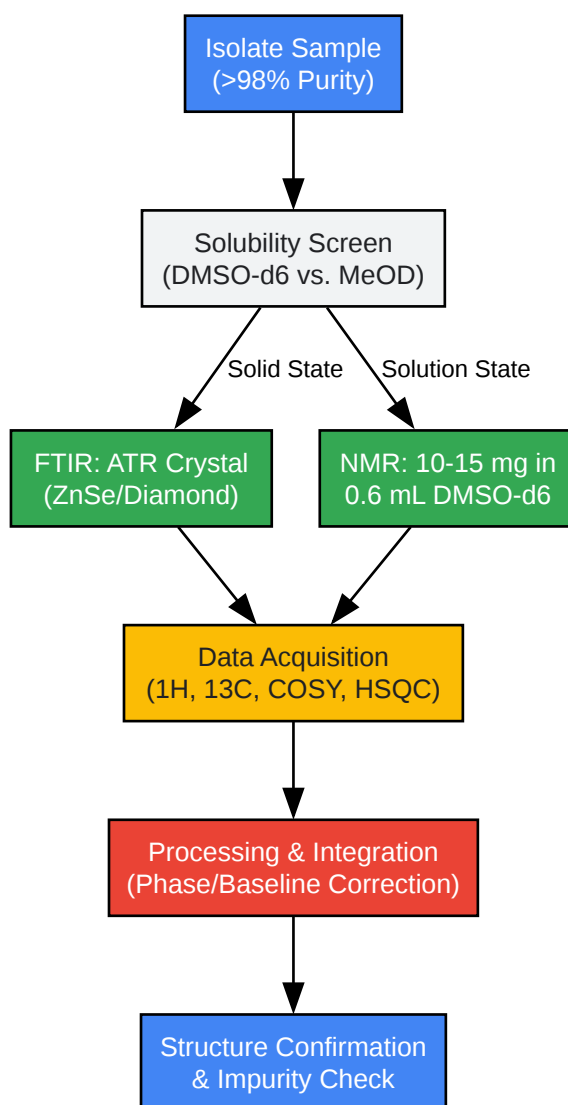 Isolate Sample
(>98% Purity)
Solubility Screen
(DMSO-d6 vs. MeOD)
Solid State
Solution State
FTIR: ATR Crystal
(ZnSe/Diamond)
NMR: 10-15 mg in
0.6 mL DMSO-d6
Data Acquisition
(1H, 13C, COSY, HSQC)
Processing & Integration
(Phase/Baseline Correction)
Structure Confirmation
& Impurity Check